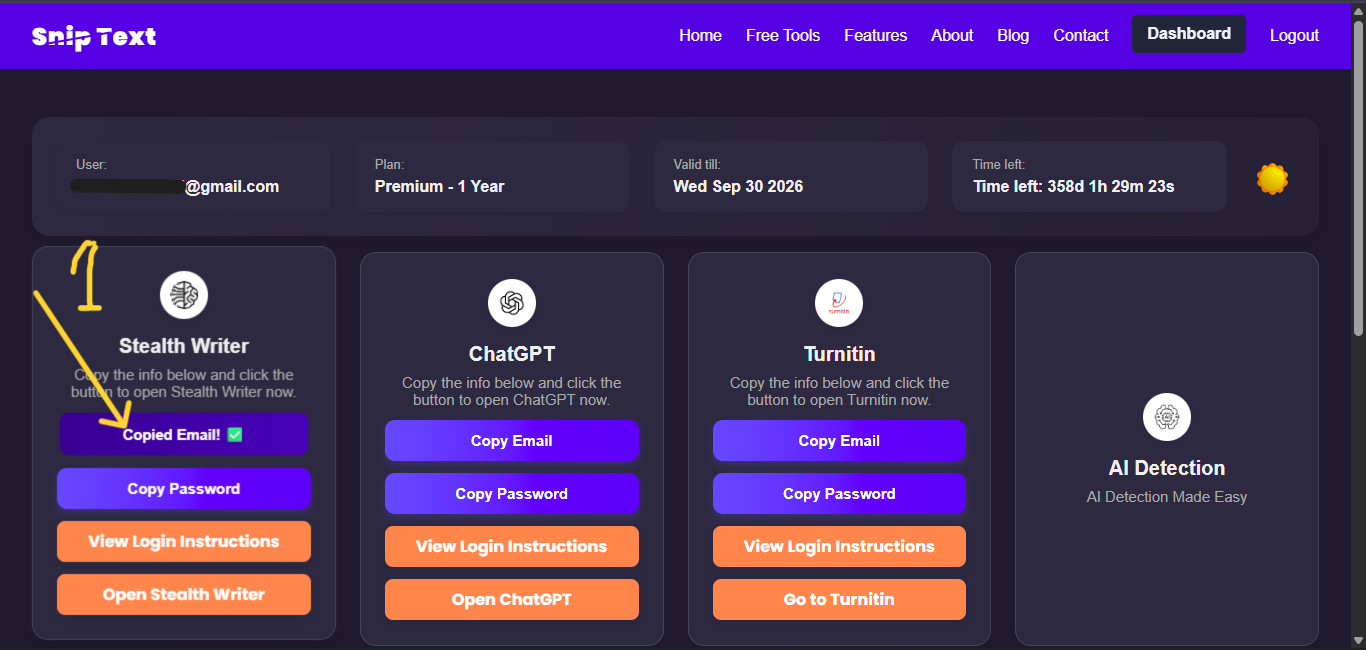 Snip Text
Home Free Tools Features About Blog Contact Dashboard Logout
User:
@gmail.com
Plan:
Premium - 1 Year
Valid till:
Wed Sep 30 2026
Time left:
Time left: 358d 1h 29m 23s
1
Stealth Writer
Copy the info below and click the
button to open Stealth Writer now.
Copied Email! ✅
Copy Password
View Login Instructions
Open Stealth Writer
ChatGPT
Copy the info below and click the
button to open ChatGPT now.
Copy Email
Copy Password
View Login Instructions
Open ChatGPT
turnitin
Turnitin
Copy the info below and click the
button to open Turnitin now.
Copy Email
Copy Password
View Login Instructions
Go to Turnitin
AI Detection
AI Detection Made Easy